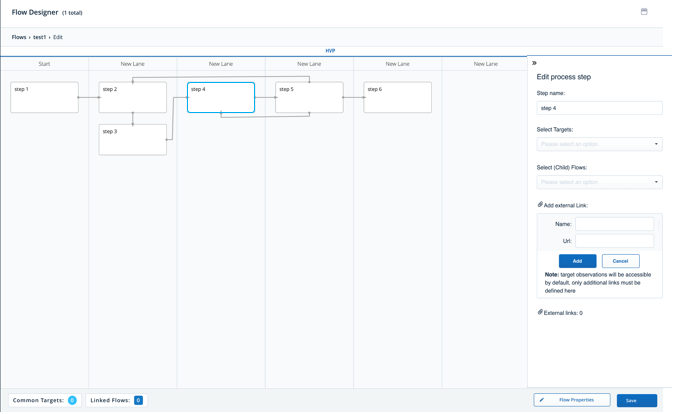 Flow Designer (1 total)
Flows › test1 › Edit
HVP
Start
New Lane
New Lane
New Lane
New Lane
New Lane
step 1
step 2
step 4
step 5
step 6
step 3
»
Edit process step
Step name:
step 4
Select Targets:
Please select an option
Select (Child) Flows:
Please select an option
Add external Link:
Name:
Url:
Add
Cancel
Note: target observations will be accessible
by default, only additional links must be
defined here
External links: 0
Common Targets: 0
Linked Flows: 0
Flow Properties
Save